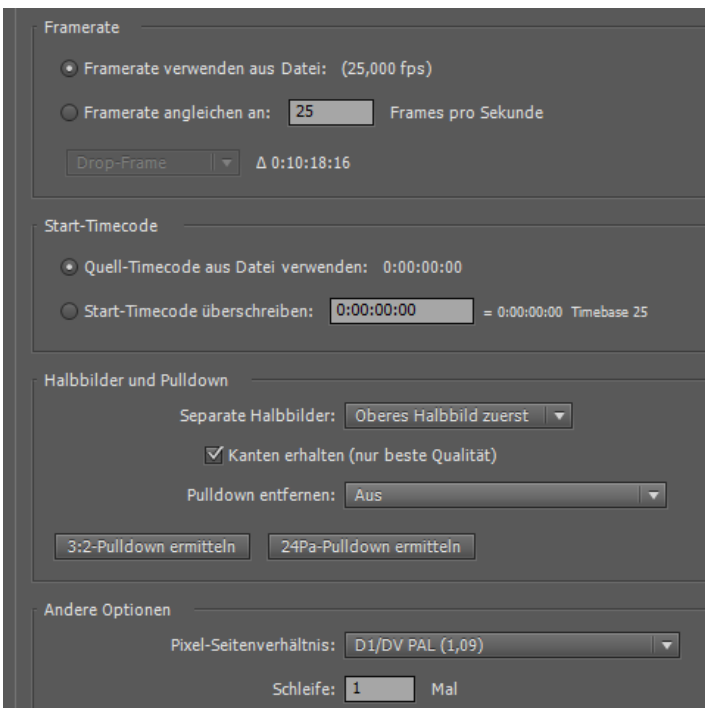 Framerate
Framerate verwenden aus Datei: (25,000 fps)
Framerate angleichen an: 25 Frames pro Sekunde
Drop-Frame Δ 0:10:18:16
Start-Timecode
Quell-Timecode aus Datei verwenden: 0:00:00:00
Start-Timecode überschreiben: 0:00:00:00 = 0:00:00:00 Timebase 25
Halbbilder und Pulldown
Separate Halbbilder: Oberes Halbbild zuerst
Kanten erhalten (nur beste Qualität)
Pulldown entfernen: Aus
3:2-Pulldown ermitteln 24Pa-Pulldown ermitteln
Andere Optionen
Pixel-Seitenverhältnis: D1/DV PAL (1,09)
Schleife: 1 Mal